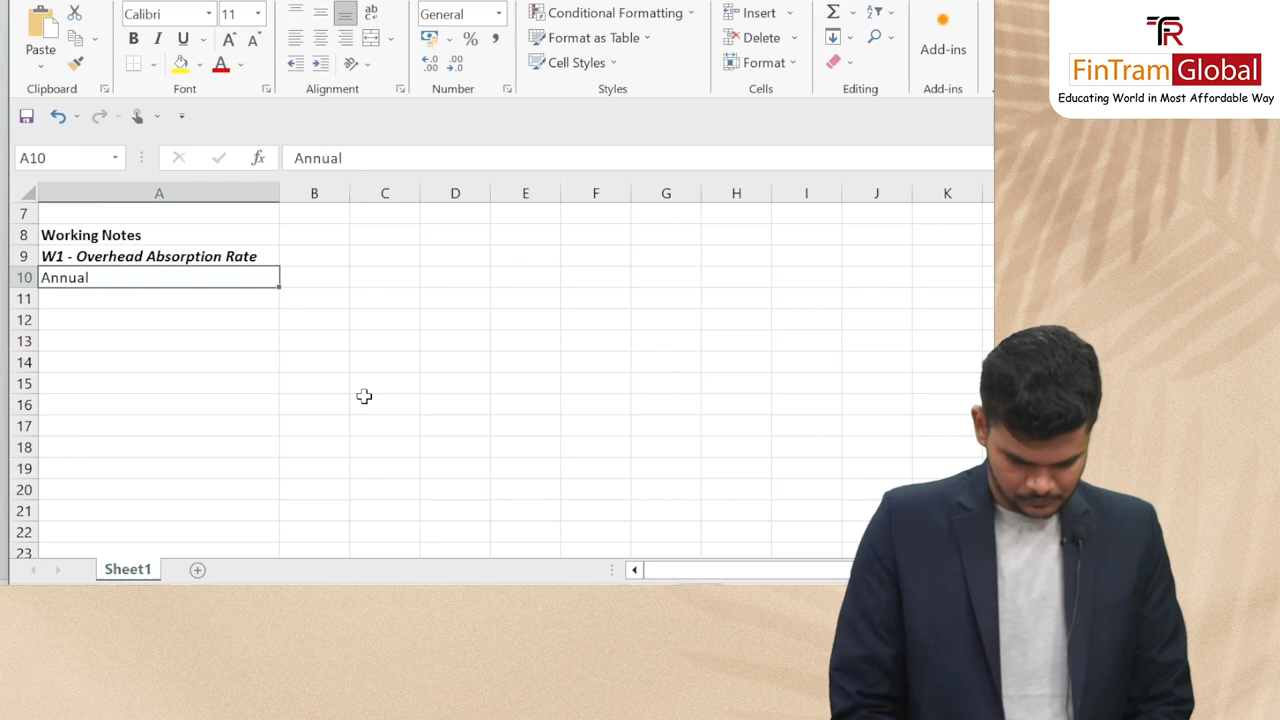 Calibri
11
General
Conditional Formatting
Insert
Paste
B I U A A
Format as Table
Delete
Add-ins
A
Cell Styles
Format
Clipboard
Font
Alignment
Number
Styles
Cells
Editing
Add-ins
A10
fx
Annual
A B C D E F G H I J K
7
8 Working Notes
9 W1 - Overhead Absorption Rate
10 Annual
11
12
13
14
15
16
17
18
19
20
21
22
23
Sheet1
FinTram Global
Educating World in Most Affordable Way